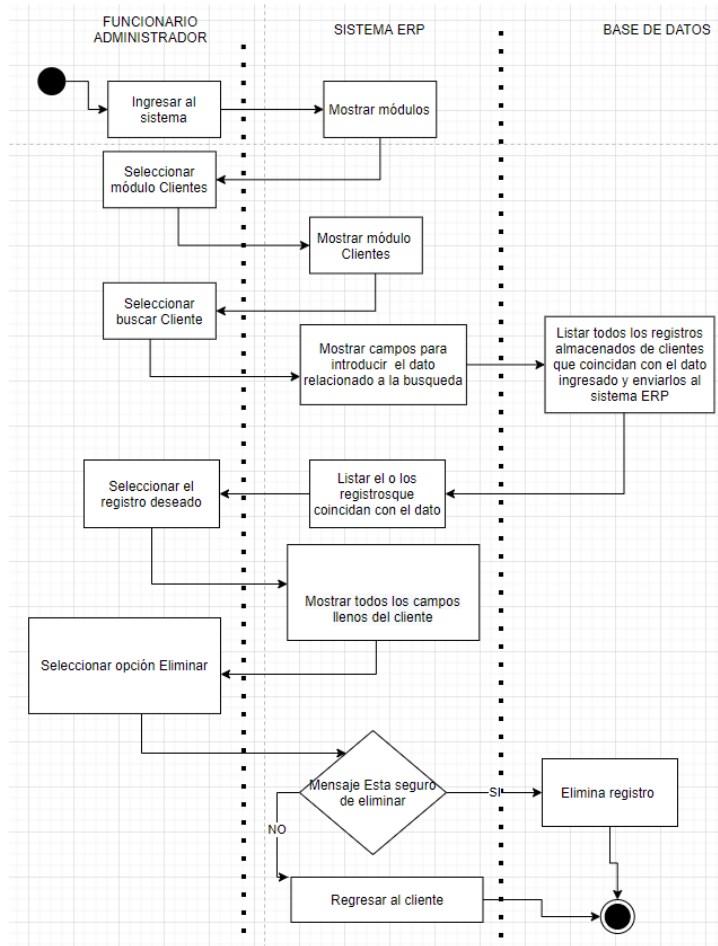 FUNCIONARIO
ADMINISTRADOR
SISTEMA ERP
BASE DE DATOS
Ingresar al
sistema
Mostrar módulos
Seleccionar
módulo Clientes
Mostrar módulo
Clientes
Seleccionar
buscar Cliente
Mostrar campos para
introducir el dato
relacionado a la busqueda
Listar todos los registros
almacenados de clientes
que coincidan con el dato
ingresado y enviarlos al
sistema ERP
Seleccionar el
registro deseado
Listar el o los
registrosque
coincidan con el dato
Mostrar todos los campos
llenos del cliente
Seleccionar opción Eliminar
Mensaje Esta seguro
de eliminar
SI
Elimina registro
NO
Regresar al cliente